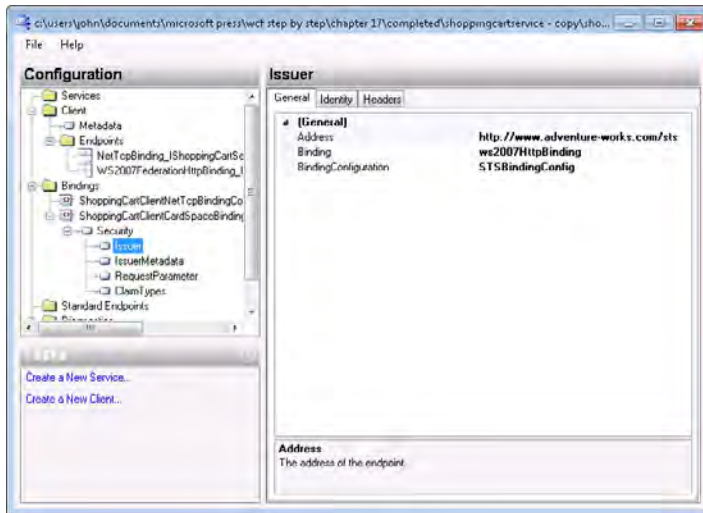 c:\users\john\documents\microsoft press\wcf step by step\chapter 17\completed\shoppingcartservice - copy\sho...
File Help
Configuration
Services
Client
Metadata
Endpoints
NetTcpBinding_IShoppingCartSe
WS2007FederationHttpBinding_I
Bindings
ShoppingCartClientNetTcpBindingCo
ShoppingCartClientCardSpaceBinding
Security
Issuer
IssuerMetadata
RequestParameter
ClaimTypes
Standard Endpoints
Diagnostics
Create a New Service...
Create a New Client...
Issuer
General Identity Headers
(General)
Address http://www.adventure-works.com/sts
Binding ws2007HttpBinding
BindingConfiguration STSBindingConfig
Address
The address of the endpoint.